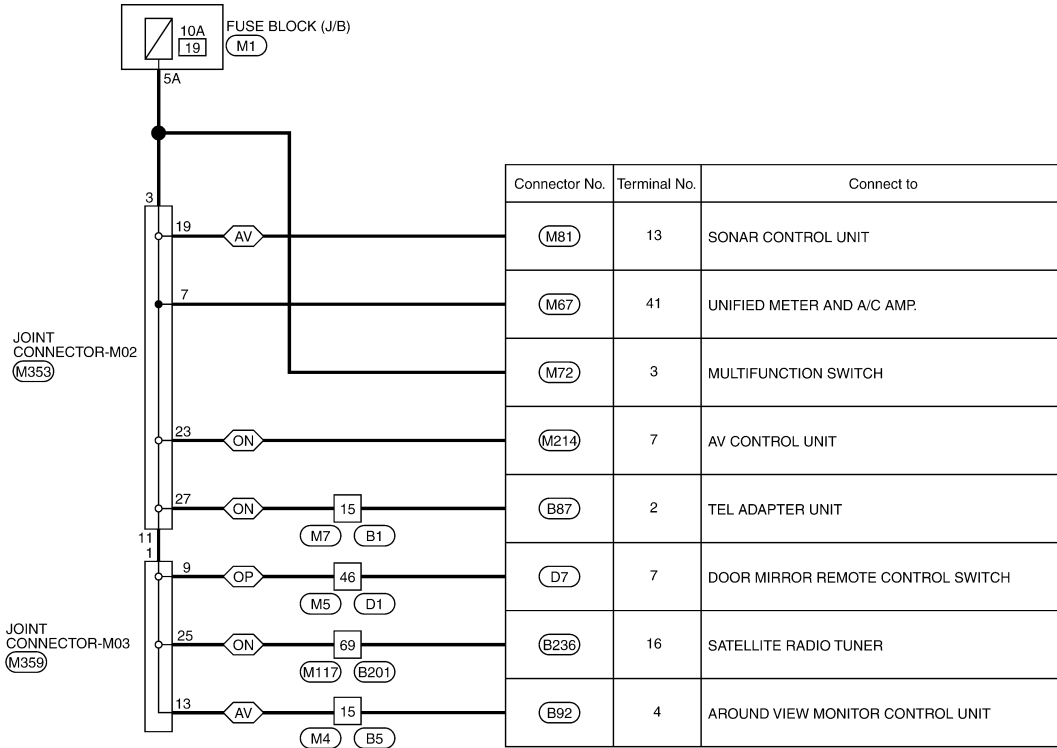 10A
19
FUSE BLOCK (J/B)
M1
5A
Connector No. Terminal No. Connect to
3
19 AV M81 13 SONAR CONTROL UNIT
7 M67 41 UNIFIED METER AND A/C AMP.
JOINT
CONNECTOR-M02
M353
M72 3 MULTIFUNCTION SWITCH
23 ON M214 7 AV CONTROL UNIT
27 ON 15 B87 2 TEL ADAPTER UNIT
M7 B1
11
1
9 OP 46 D7 7 DOOR MIRROR REMOTE CONTROL SWITCH
M5 D1
JOINT
CONNECTOR-M03
M359
25 ON 69 B236 16 SATELLITE RADIO TUNER
M117 B201
13 AV 15 B92 4 AROUND VIEW MONITOR CONTROL UNIT
M4 B5